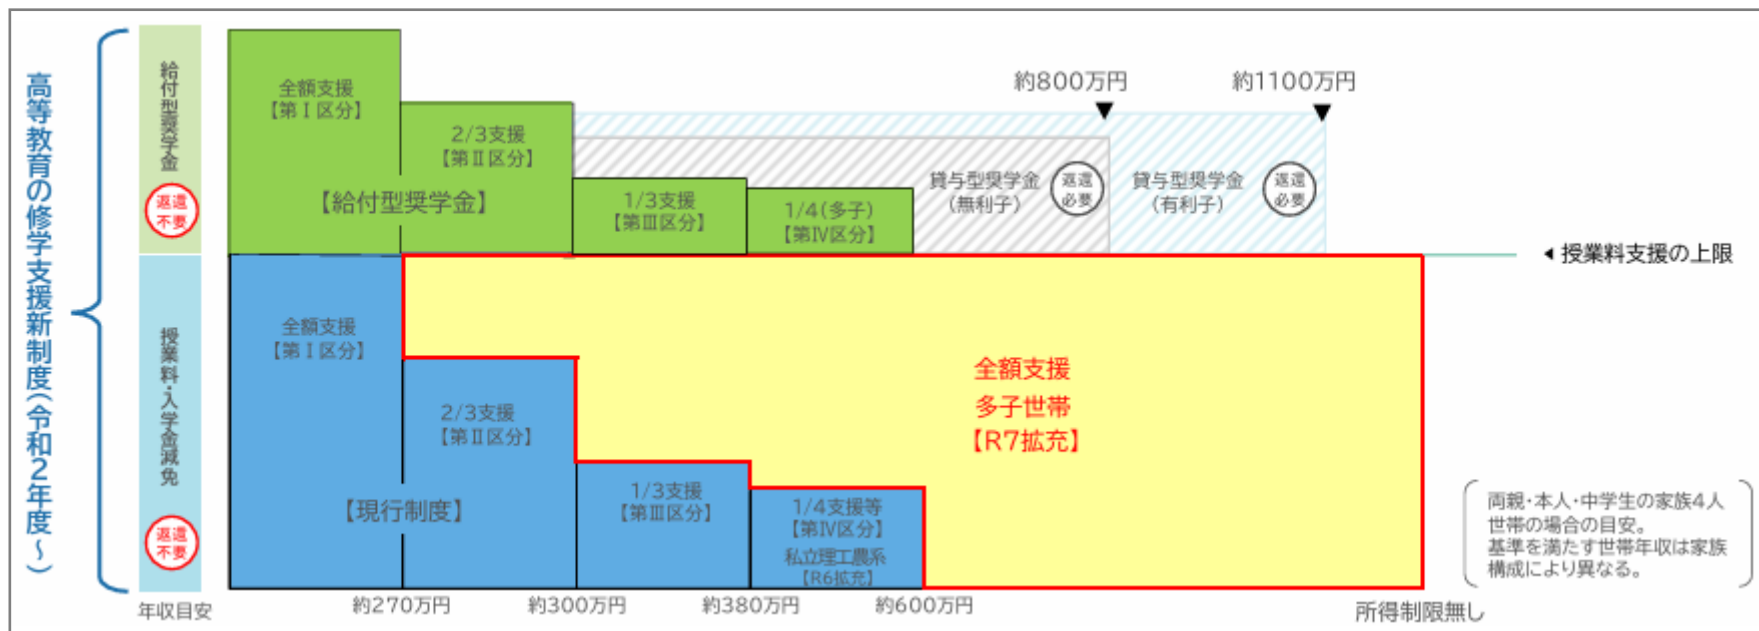 高等教育の修学支援新制度(令和2年度～)
給付型奨学金
返還
不要
全額支援
【第Ⅰ区分】
2/3支援
【第Ⅱ区分】
【給付型奨学金】
1/3支援
【第Ⅲ区分】
1/4(多子)
【第Ⅳ区分】
約800万円
約1100万円
貸与型奨学金
(無利子)
返還
必要
貸与型奨学金
(有利子)
返還
必要
◀ 授業料支援の上限
授業料・入学金減免
返還
不要
全額支援
【第Ⅰ区分】
2/3支援
【第Ⅱ区分】
【現行制度】
1/3支援
【第Ⅲ区分】
1/4支援等
【第Ⅳ区分】
私立理工農系
【R6拡充】
全額支援
多子世帯
【R7拡充】
両親・本人・中学生の家族4人
世帯の場合の目安。
基準を満たす世帯年収は家族
構成により異なる。
年収目安
約270万円
約300万円
約380万円
約600万円
所得制限無し